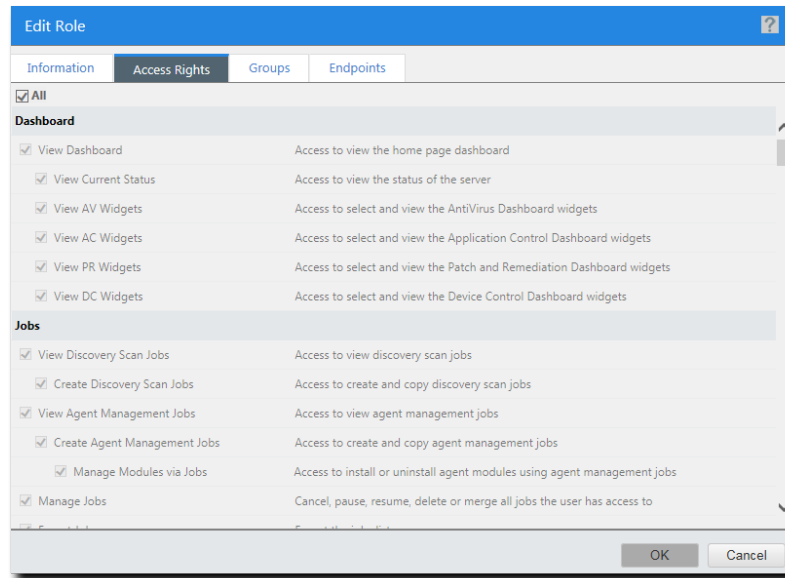 Edit Role ?
Information Access Rights Groups Endpoints
All
Dashboard
View Dashboard Access to view the home page dashboard
View Current Status Access to view the status of the server
View AV Widgets Access to select and view the AntiVirus Dashboard widgets
View AC Widgets Access to select and view the Application Control Dashboard widgets
View PR Widgets Access to select and view the Patch and Remediation Dashboard widgets
View DC Widgets Access to select and view the Device Control Dashboard widgets
Jobs
View Discovery Scan Jobs Access to view discovery scan jobs
Create Discovery Scan Jobs Access to create and copy discovery scan jobs
View Agent Management Jobs Access to view agent management jobs
Create Agent Management Jobs Access to create and copy agent management jobs
Manage Modules via Jobs Access to install or uninstall agent modules using agent management jobs
Manage Jobs Cancel, pause, resume, delete or merge all jobs the user has access to
OK Cancel